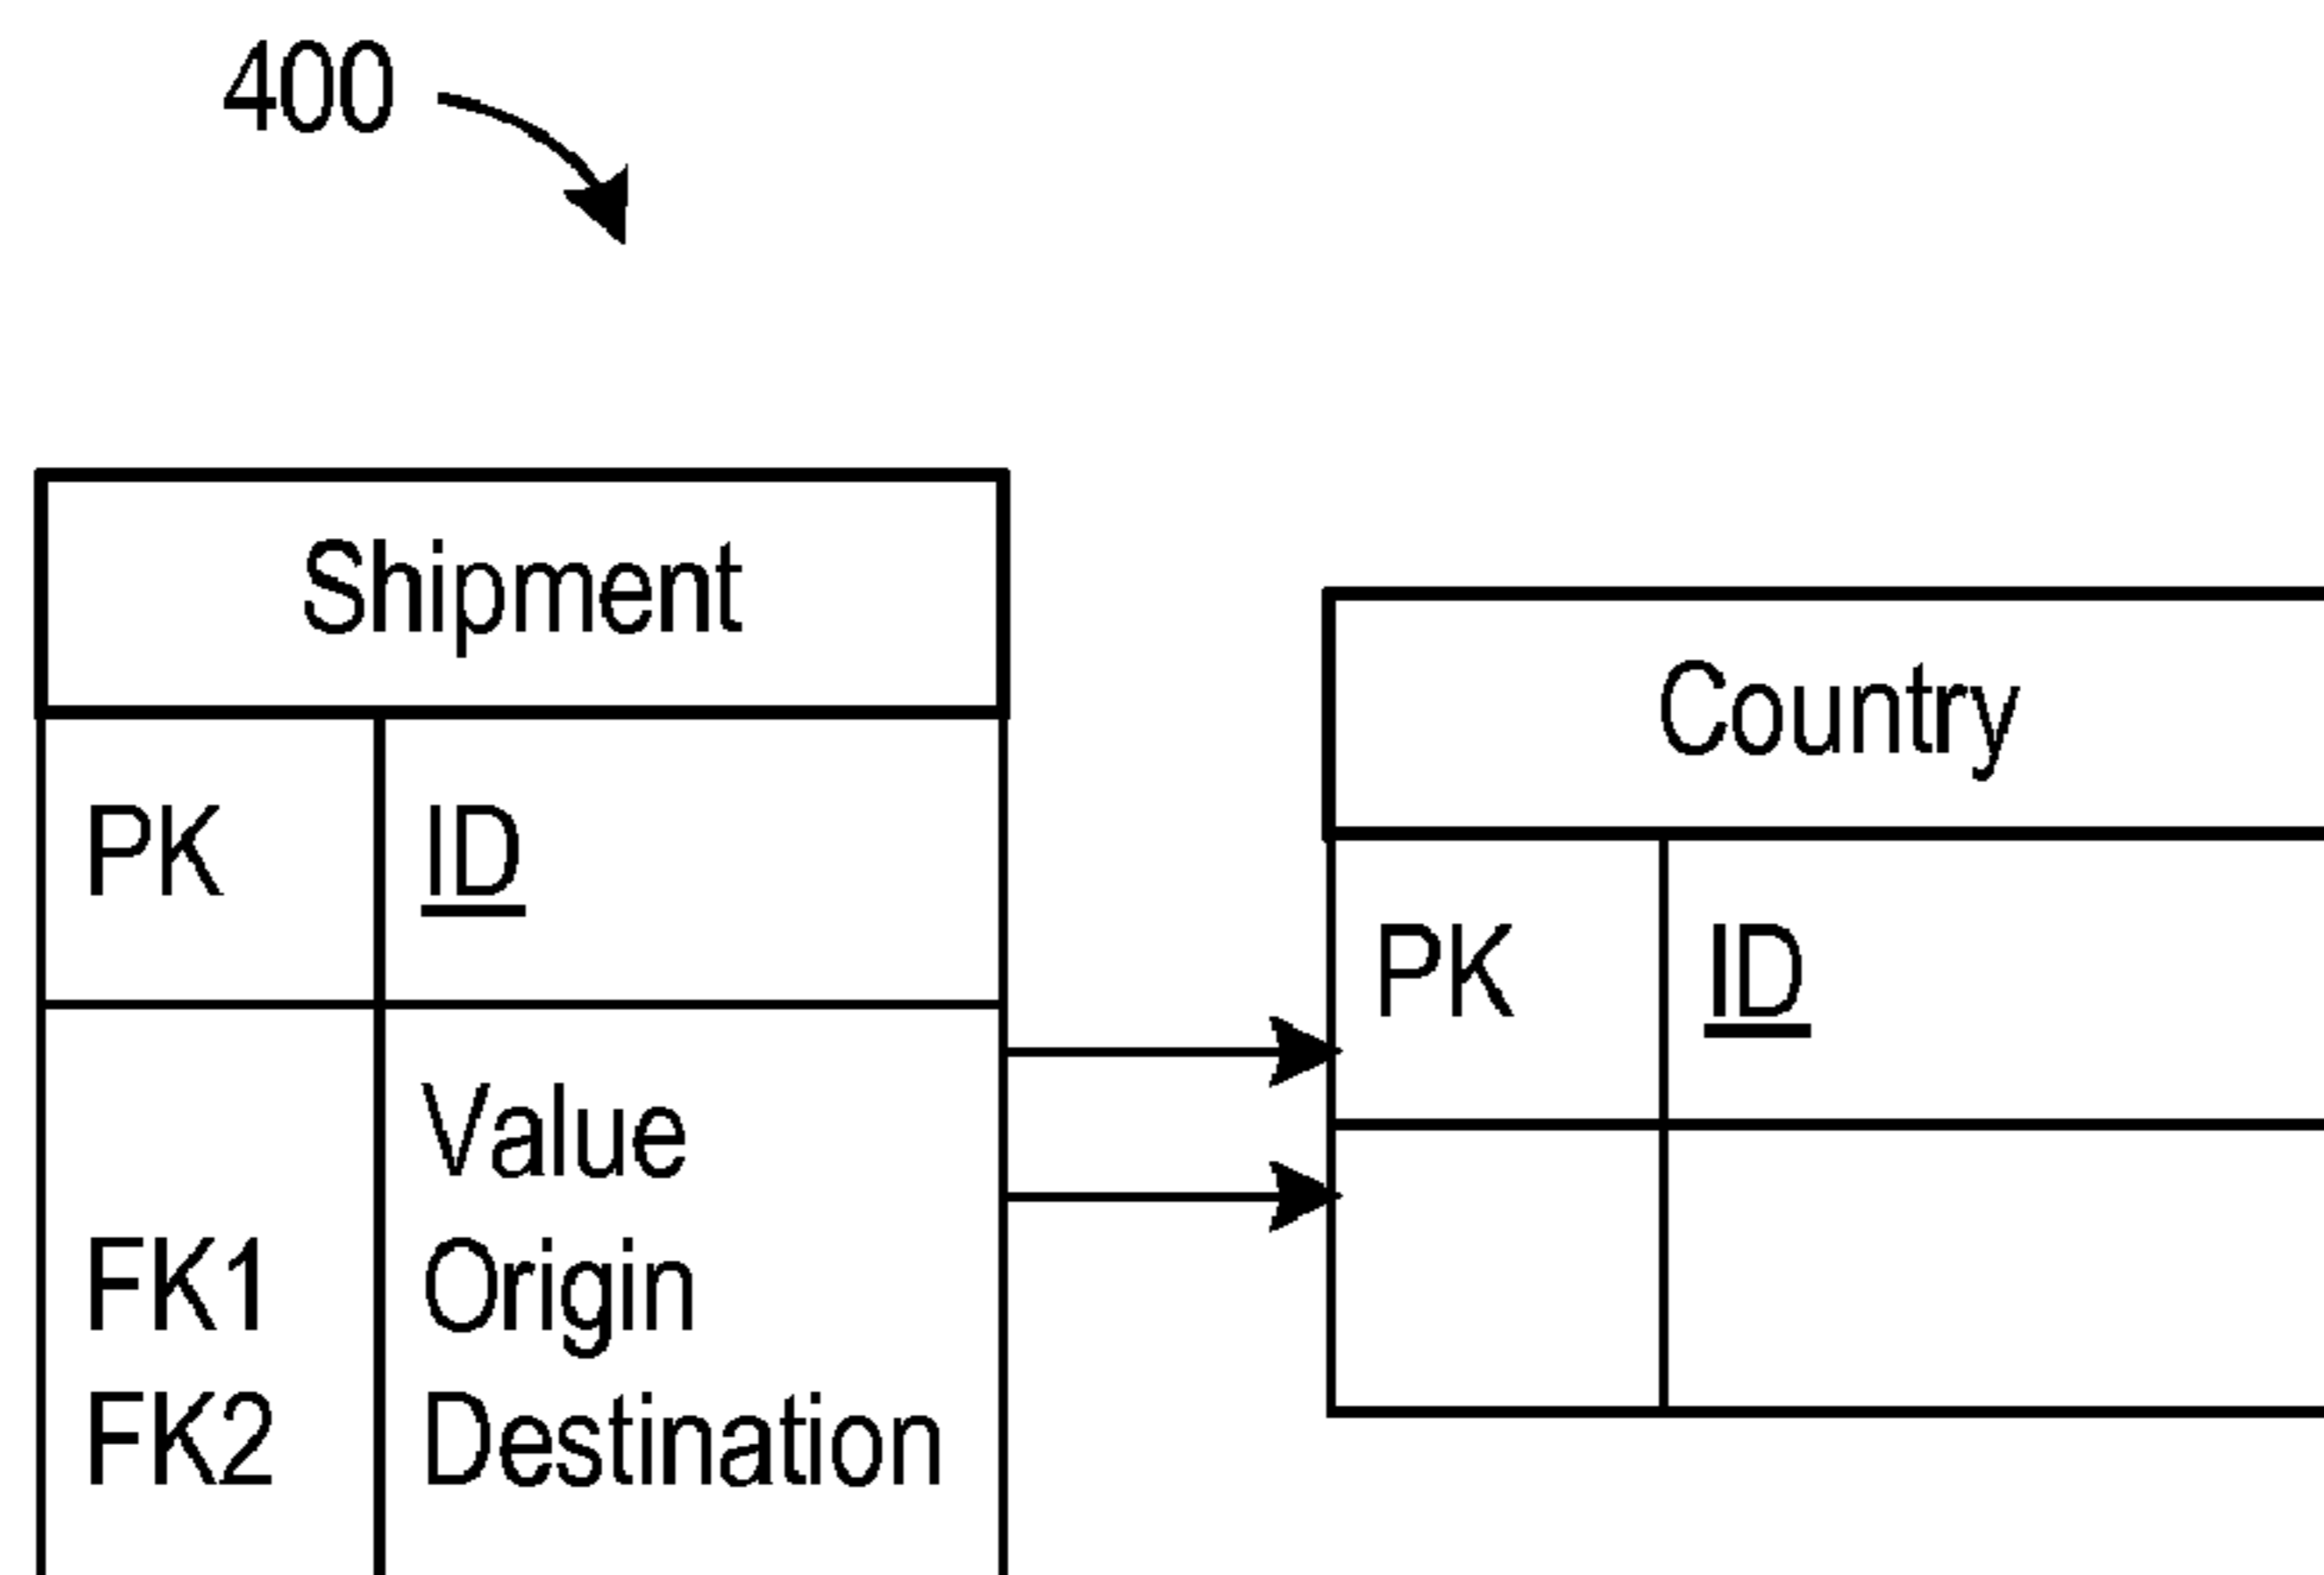 400
Shipment
PK ID
Value
FK1 Origin
FK2 Destination
Country
PK ID